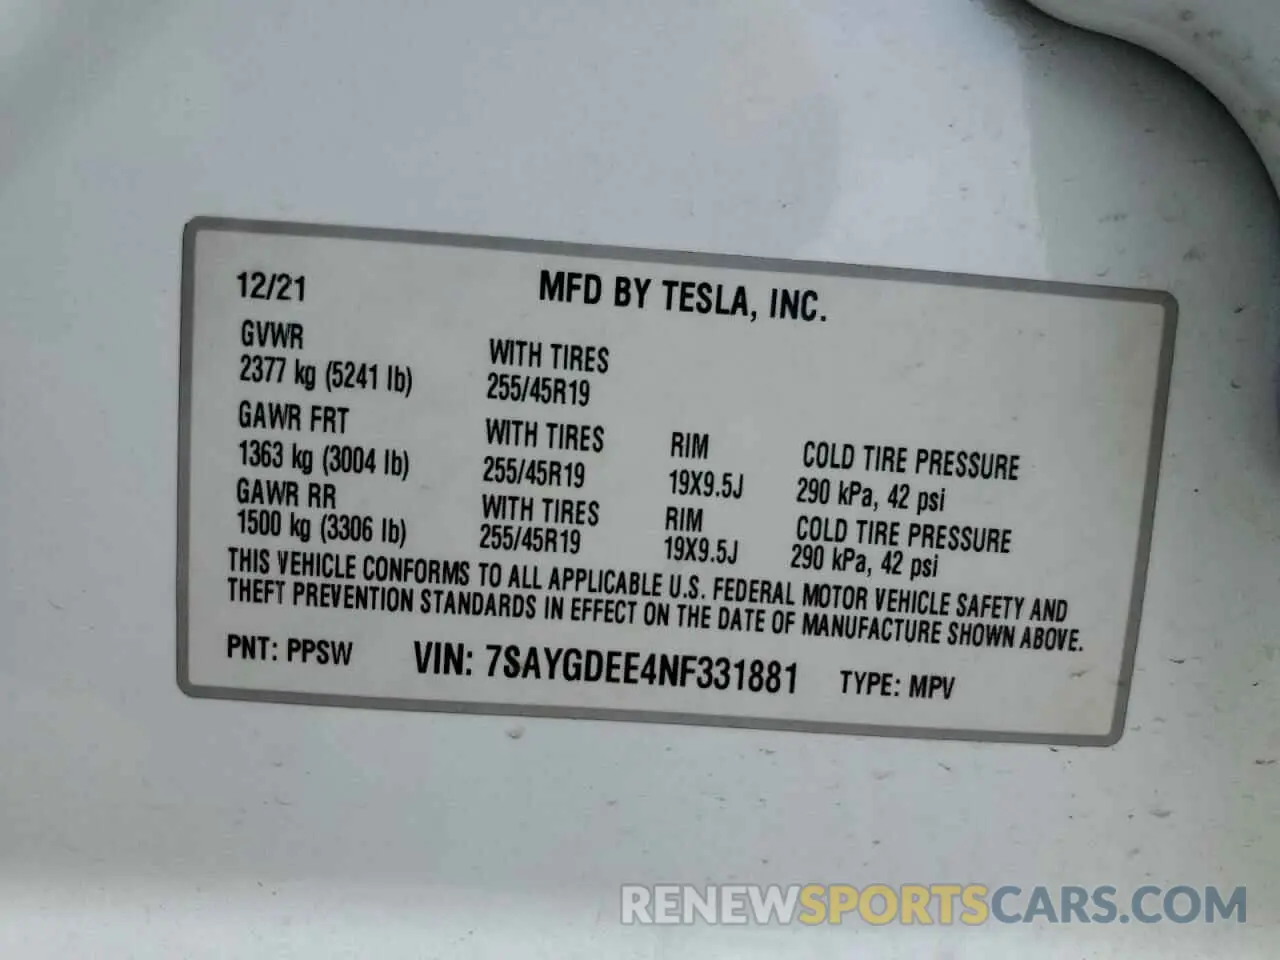 12/21 MFD BY TESLA, INC.
GVWR WITH TIRES
2377 kg (5241 lb) 255/45R19
GAWR FRT WITH TIRES RIM COLD TIRE PRESSURE
1363 kg (3004 lb) 255/45R19 19X9.5J 290 kPa, 42 psi
GAWR RR WITH TIRES RIM COLD TIRE PRESSURE
1500 kg (3306 lb) 255/45R19 19X9.5J 290 kPa, 42 psi
THIS VEHICLE CONFORMS TO ALL APPLICABLE U.S. FEDERAL MOTOR VEHICLE SAFETY AND
THEFT PREVENTION STANDARDS IN EFFECT ON THE DATE OF MANUFACTURE SHOWN ABOVE.
PNT: PPSW VIN: 7SAYGDEE4NF331881 TYPE: MPV
RENEWSPORTSCARS.COM